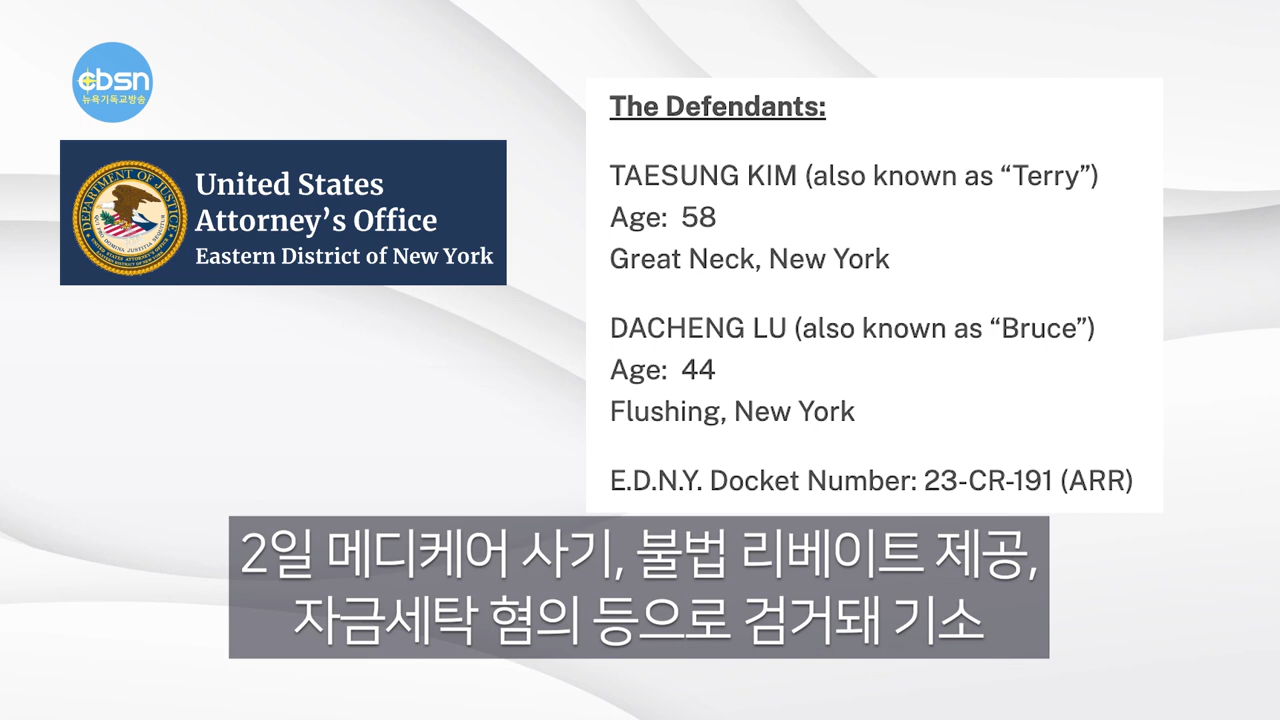 cbsn
뉴욕기독교방송
United States
Attorney’s Office
Eastern District of New York
The Defendants:
TAESUNG KIM (also known as “Terry”)
Age:  58
Great Neck, New York
DACHENG LU (also known as “Bruce”)
Age:  44
Flushing, New York
E.D.N.Y. Docket Number: 23-CR-191 (ARR)
2일 메디케어 사기, 불법 리베이트 제공,
자금세탁 혐의 등으로 검거돼 기소